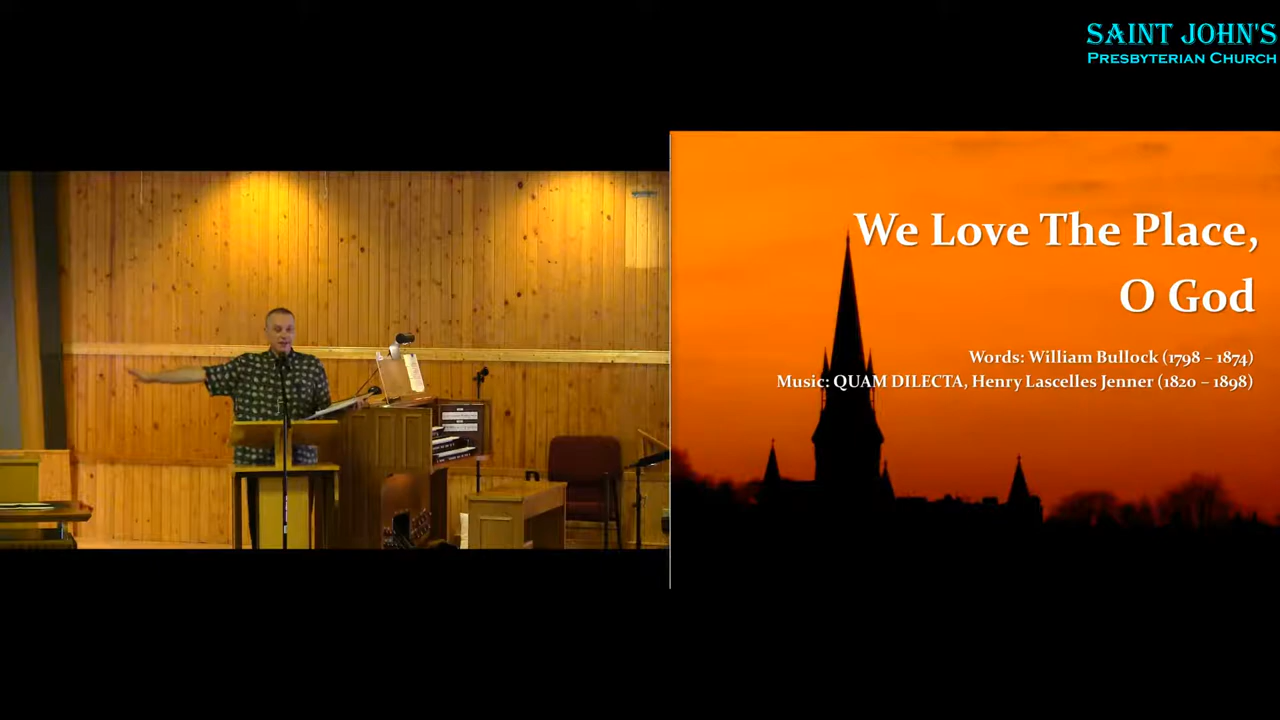 SAINT JOHN'S
PRESBYTERIAN CHURCH
We Love The Place,
O God
Words: William Bullock (1798 – 1874)
Music: QUAM DILECTA, Henry Lascelles Jenner (1820 – 1898)